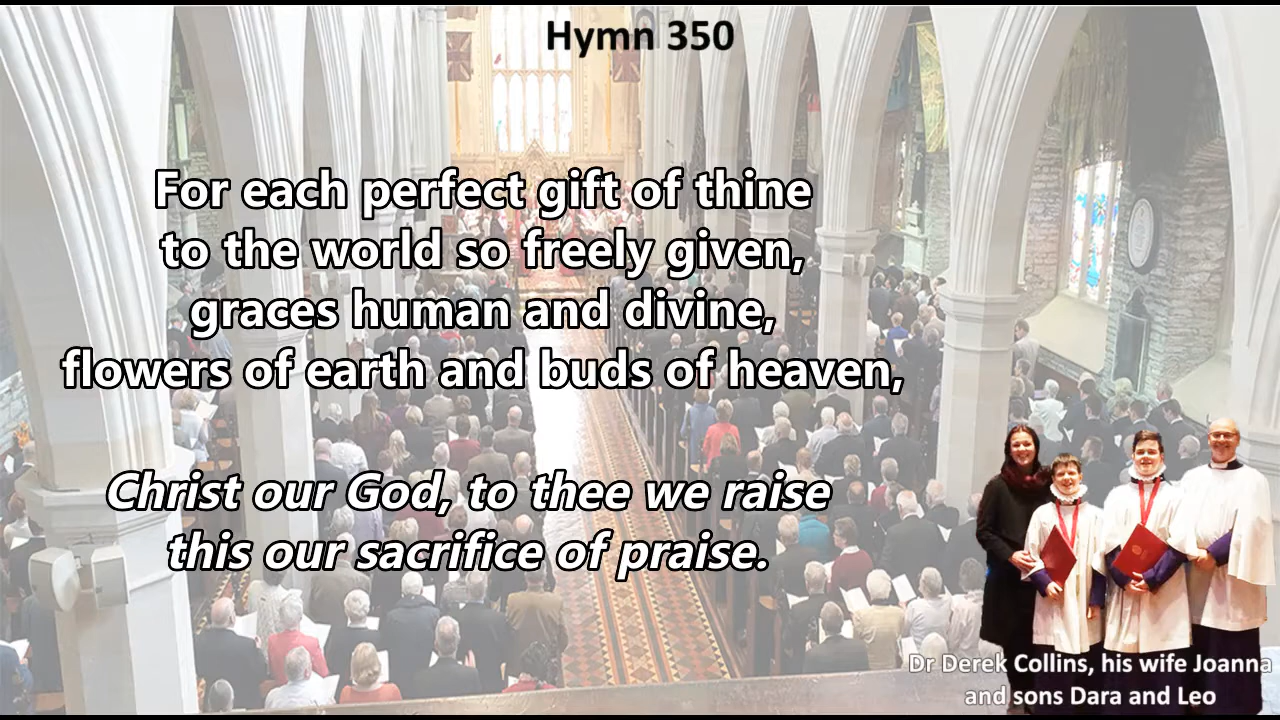 Hymn 350
For each perfect gift of thine
to the world so freely given,
graces human and divine,
flowers of earth and buds of heaven,
Christ our God, to thee we raise
this our sacrifice of praise.
Dr Derek Collins, his wife Joanna
and sons Dara and Leo